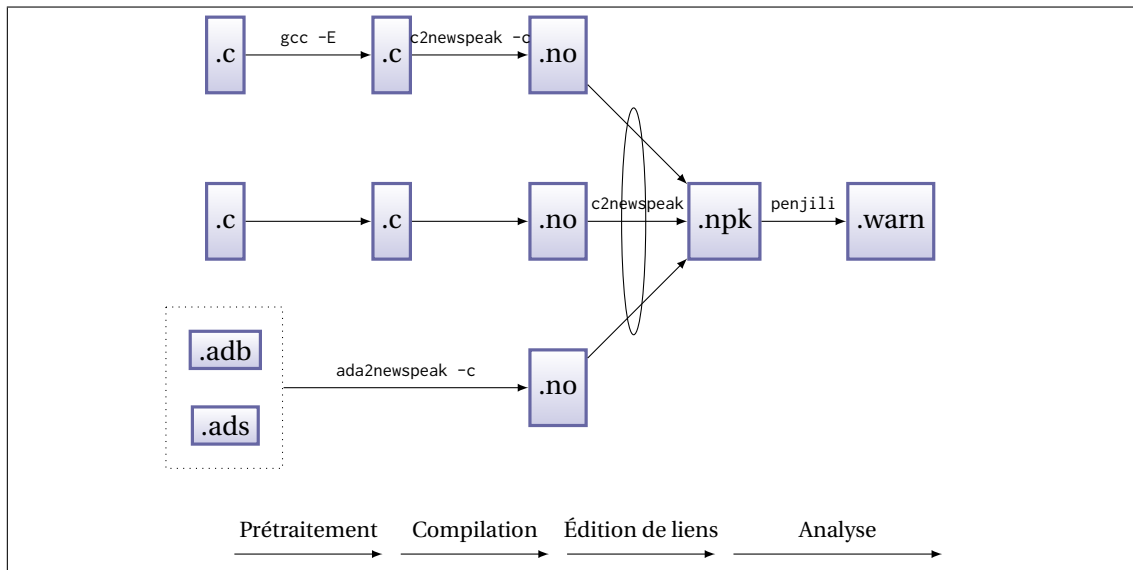 gcc -E
c2newspeak -c
.c
.c
.no
.c
.c
.no
c2newspeak
.npk
penjili
.warn
.adb
.ads
ada2newspeak -c
.no
Prétraitement
Compilation
Édition de liens
Analyse